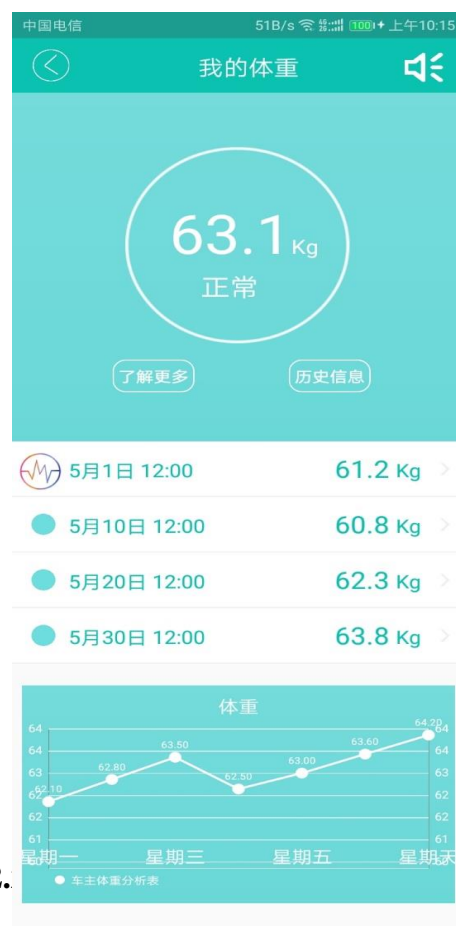 中国电信 51B/s 100 上午10:15
我的体重
63.1 Kg
正常
了解更多 历史信息
5月1日 12:00 61.2 Kg
5月10日 12:00 60.8 Kg
5月20日 12:00 62.3 Kg
5月30日 12:00 63.8 Kg
体重
64 64.20 64
64 63.50 63.60 64
63 62.80 63.00 63
62 62.10 62.50 62
62 62
61 61
60
星期一 星期三 星期五 星期天
车主体重分析表